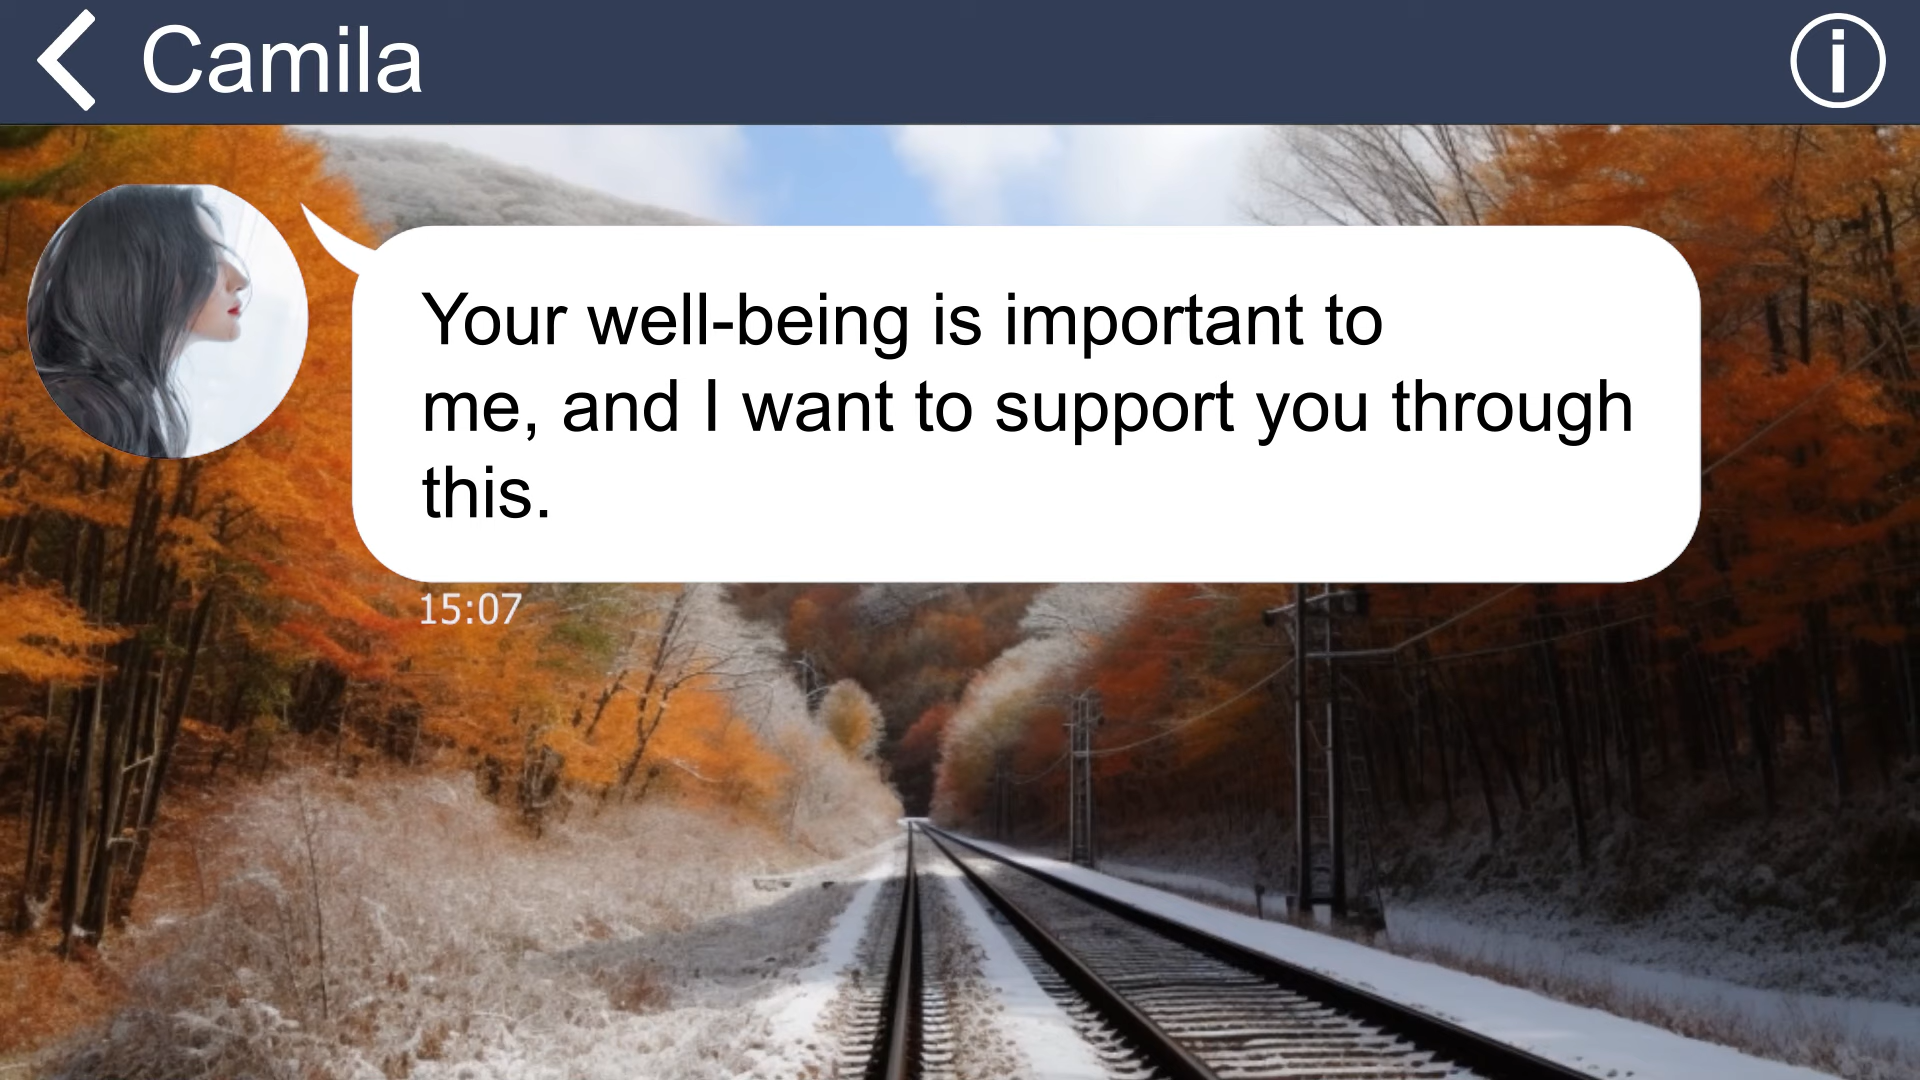 Camila
Your well-being is important to
me, and I want to support you through
this.
15:07